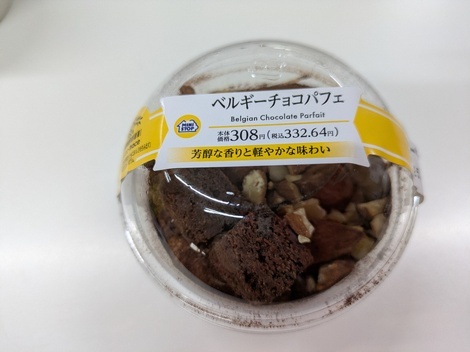 ベルギーチョコパフェ
Belgian Chocolate Parfait
MINI STOP
本体価格308円(税込332.64円)
芳醇な香りと軽やかな味わい